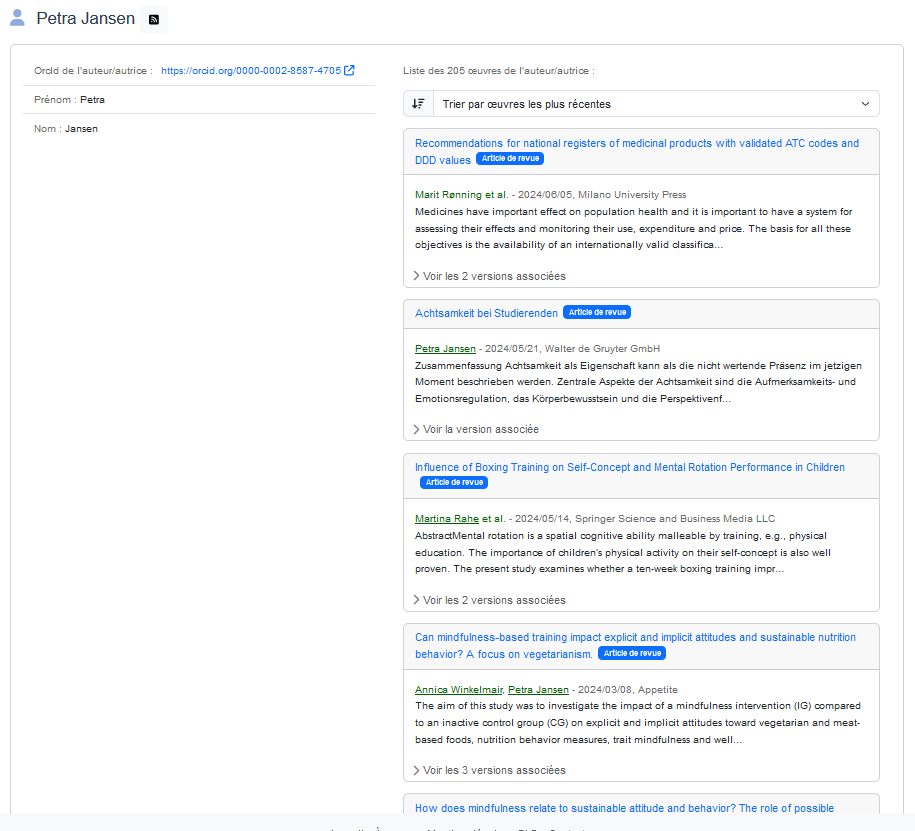 Petra Jansen
OrcId de l'auteur/autrice : https://orcid.org/0000-0002-8587-4705
Prénom : Petra
Nom : Jansen
Liste des 205 œuvres de l'auteur/autrice :
Trier par œuvres les plus récentes
Recommendations for national registers of medicinal products with validated ATC codes and
DDD values Article de revue
Marit Rønning et al. - 2024/06/05, Milano University Press
Medicines have important effect on population health and it is important to have a system for
assessing their effects and monitoring their use, expenditure and price. The basis for all these
objectives is the availability of an internationally valid classifica...
Voir les 2 versions associées
Achtsamkeit bei Studierenden Article de revue
Petra Jansen - 2024/05/21, Walter de Gruyter GmbH
Zusammenfassung Achtsamkeit als Eigenschaft kann als die nicht wertende Präsenz im jetzigen
Moment beschrieben werden. Zentrale Aspekte der Achtsamkeit sind die Aufmerksamkeits- und
Emotionsregulation, das Körperbewusstsein und die Perspektivenf...
Voir la version associée
Influence of Boxing Training on Self-Concept and Mental Rotation Performance in Children
Article de revue
Martina Rahe et al. - 2024/05/14, Springer Science and Business Media LLC
AbstractMental rotation is a spatial cognitive ability malleable by training, e.g., physical
education. The importance of children's physical activity on their self-concept is also well
proven. The present study examines whether a ten-week boxing training impr...
Voir les 2 versions associées
Can mindfulness-based training impact explicit and implicit attitudes and sustainable nutrition
behavior? A focus on vegetarianism. Article de revue
Annica Winkelmair, Petra Jansen - 2024/03/08, Appetite
The aim of this study was to investigate the impact of a mindfulness intervention (IG) compared
to an inactive control group (CG) on explicit and implicit attitudes toward vegetarian and meat-
based foods, nutrition behavior measures, trait mindfulness and well...
Voir les 3 versions associées
How does mindfulness relate to sustainable attitude and behavior? The role of possible